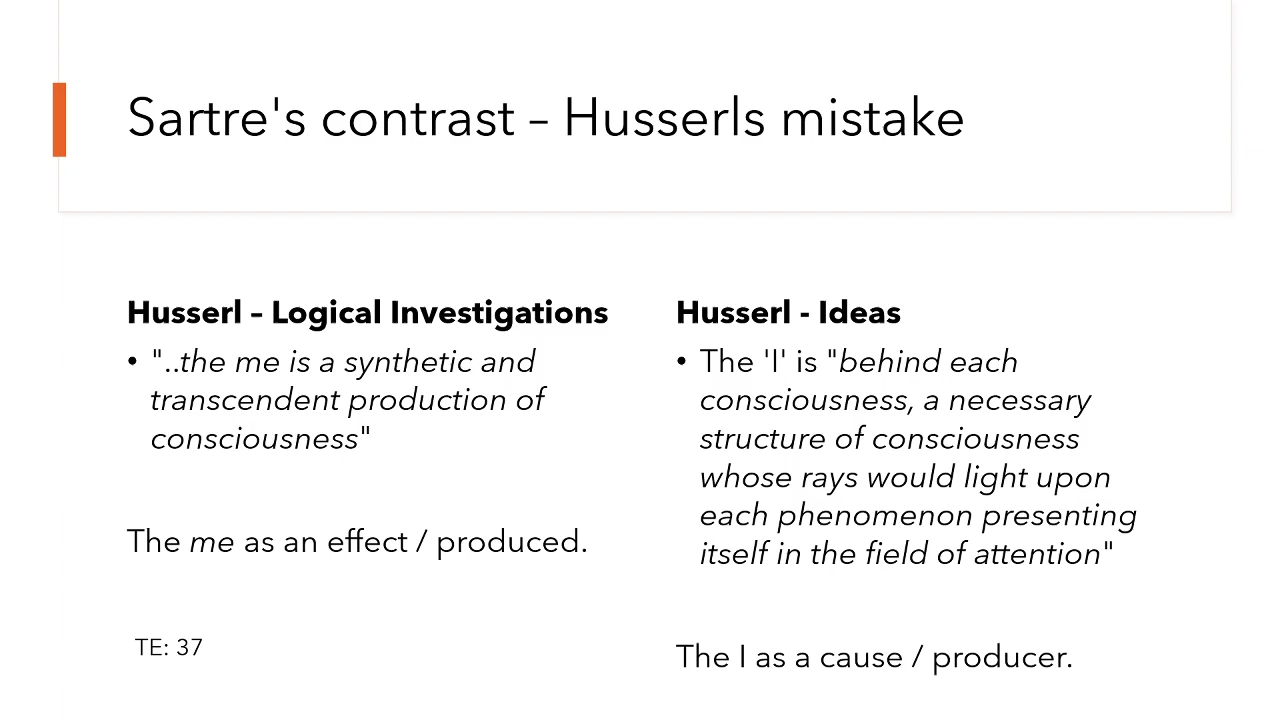 Sartre's contrast – Husserls mistake
Husserl – Logical Investigations
• "..the me is a synthetic and
transcendent production of
consciousness"
The me as an effect / produced.
TE: 37
Husserl - Ideas
• The 'I' is "behind each
consciousness, a necessary
structure of consciousness
whose rays would light upon
each phenomenon presenting
itself in the field of attention"
The I as a cause / producer.